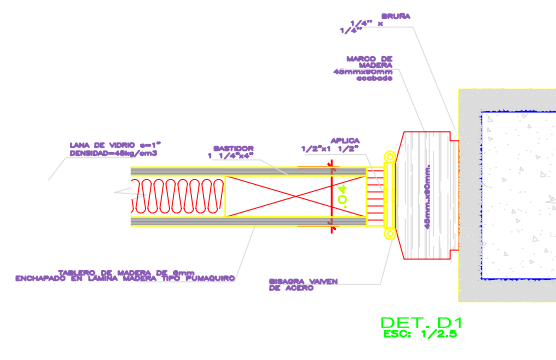 BRUÑA
1/4" x
1/4"
MARCO DE
MADERA
45mmx90mm
acabado
LANA DE VIDRIO e=1"
DENSIDAD=48kg/cm3
BASTIDOR
1 1/4"x4"
APLICA
1/2"x1 1/2"
.04
45mm.x90mm.
TABLERO DE MADERA DE 6mm
ENCHAPADO EN LAMINA MADERA TIPO PUMAQUIRO
BISAGRA VAIVEN
DE ACERO
DET. D1
ESC: 1/2.5